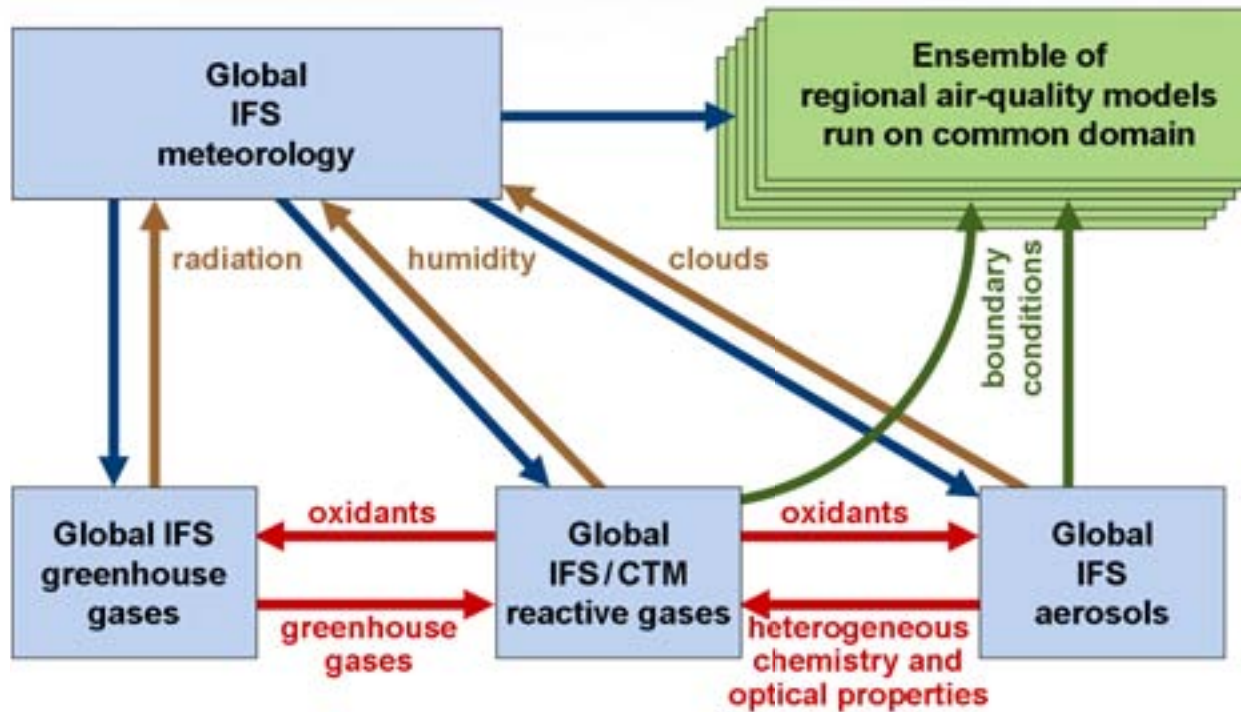 Global
IFS
meteorology
Ensemble of
regional air-quality models
run on common domain
radiation
humidity
clouds
boundary
conditions
Global IFS
greenhouse
gases
oxidants
greenhouse
gases
Global
IFS/CTM
reactive gases
oxidants
heterogeneous
chemistry and
optical properties
Global
IFS
aerosols